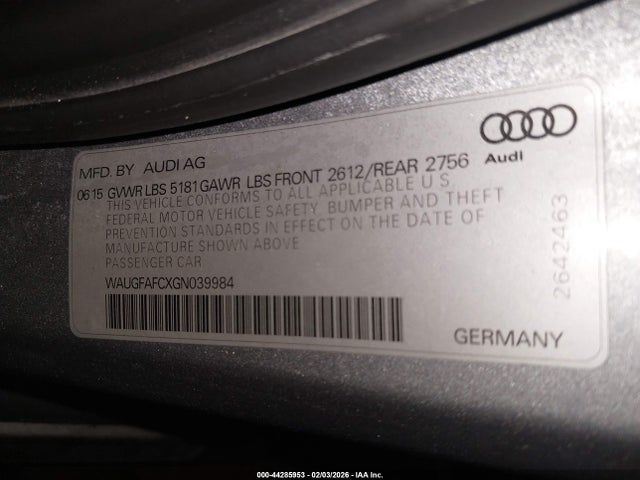 MFD. BY AUDI AG
Audi
06 15 GVWR LBS 5181 GAWR LBS FRONT 2612/REAR 2756
THIS VEHICLE CONFORMS TO ALL APPLICABLE U S
FEDERAL MOTOR VEHICLE SAFETY, BUMPER AND THEFT
PREVENTION STANDARDS IN EFFECT ON THE DATE OF
MANUFACTURE SHOWN ABOVE
PASSENGER CAR
WAUGFAFCXGN039984
2642463
GERMANY
000-44285953 - 02/03/2026 - IAA Inc.